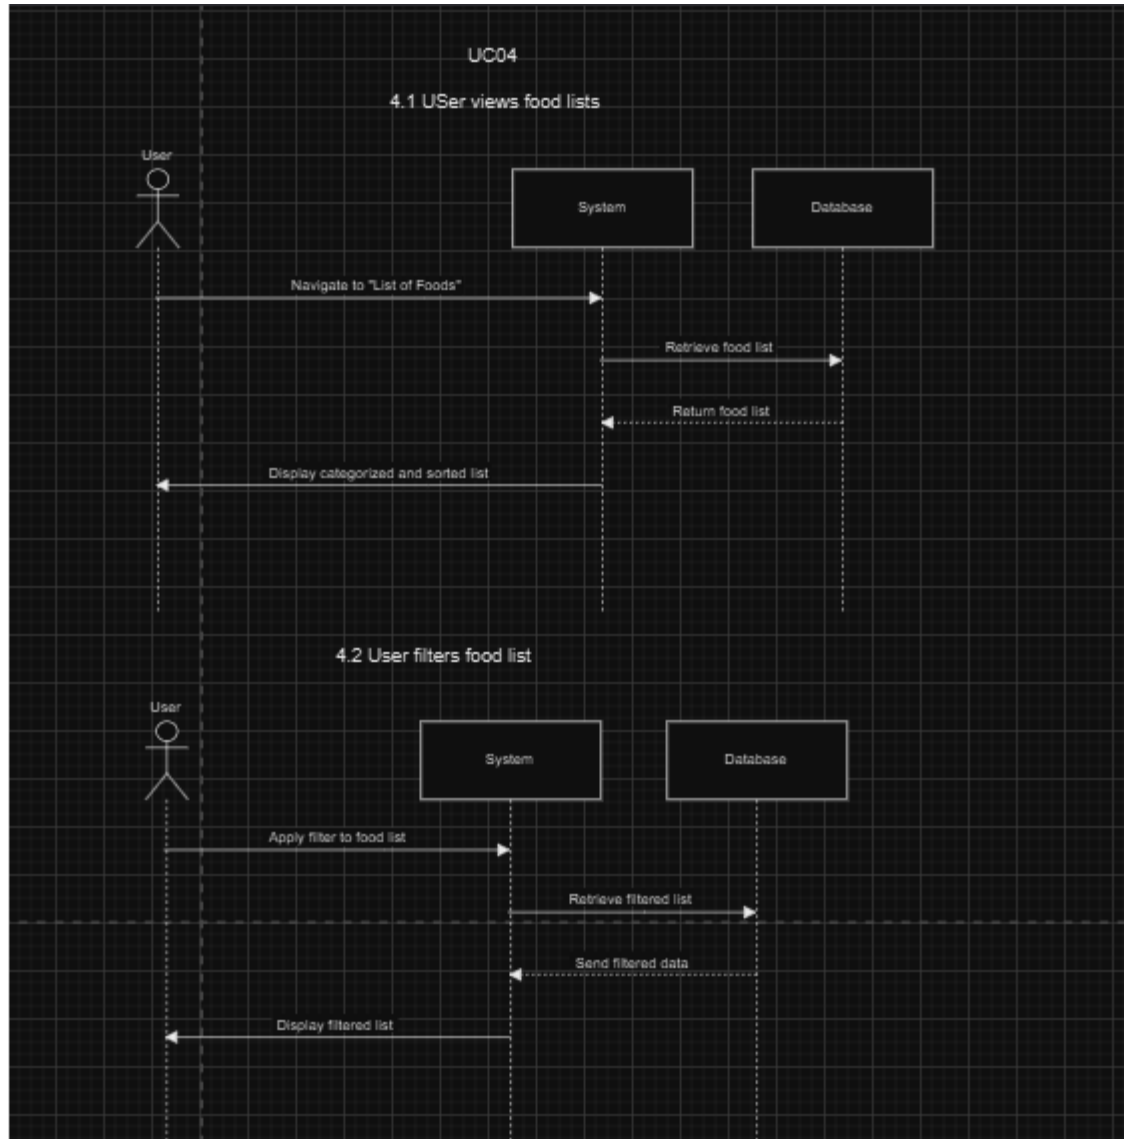 UC04
4.1 USer views food lists
User
System
Database
Navigate to "List of Foods"
Retrieve food list
Return food list
Display categorized and sorted list
4.2 User filters food list
User
System
Database
Apply filter to food list
Retrieve filtered list
Send filtered data
Display filtered list